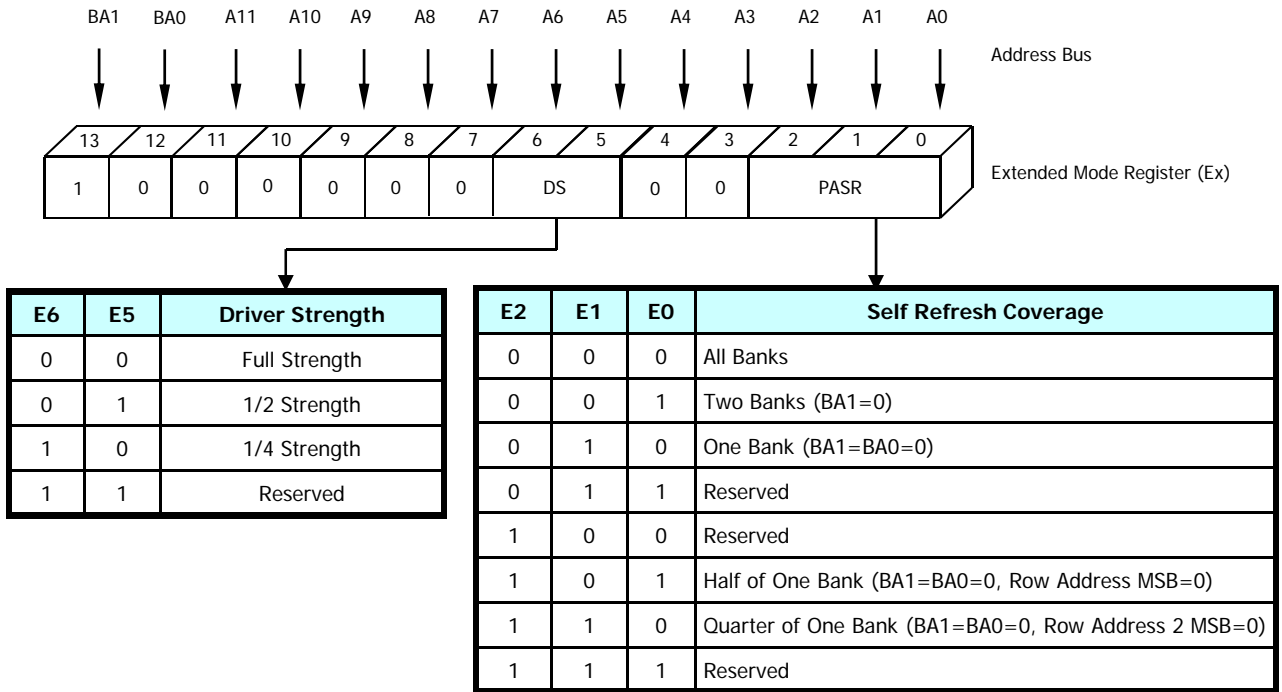 BA1 BA0 A11 A10 A9 A8 A7 A6 A5 A4 A3 A2 A1 A0
Address Bus
13 12 11 10 9 8 7 6 5 4 3 2 1 0
1 0 0 0 0 0 0 DS 0 0 PASR
Extended Mode Register (Ex)
E6 E5 Driver Strength
0 0 Full Strength
0 1 1/2 Strength
1 0 1/4 Strength
1 1 Reserved
E2 E1 E0 Self Refresh Coverage
0 0 0 All Banks
0 0 1 Two Banks (BA1=0)
0 1 0 One Bank (BA1=BA0=0)
0 1 1 Reserved
1 0 0 Reserved
1 0 1 Half of One Bank (BA1=BA0=0, Row Address MSB=0)
1 1 0 Quarter of One Bank (BA1=BA0=0, Row Address 2 MSB=0)
1 1 1 Reserved